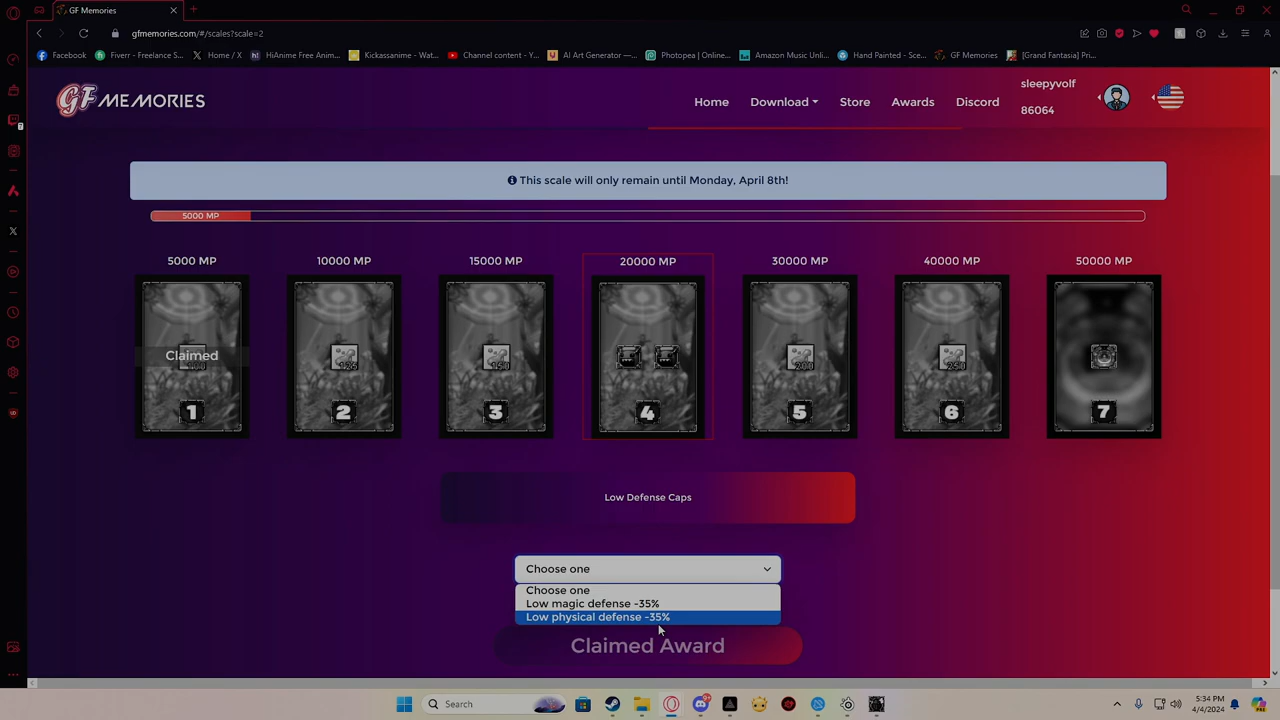 GF Memories
gfmemories.com/#/scales?scale=2
Facebook
Fiverr - Freelance S...
Home / X
HiAnime Free Anim...
Kickassanime - Wat...
Channel content - Y...
AI Art Generator —...
Photopea | Online...
Amazon Music Unli...
Hand Painted - Sce...
GF Memories
[Grand Fantasia] Pri...
GF MEMORIES
Home
Download
Store
Awards
Discord
sleepyvolf
86064
This scale will only remain until Monday, April 8th!
5000 MP
5000 MP
10000 MP
15000 MP
20000 MP
30000 MP
40000 MP
50000 MP
Claimed
100
125
150
200
250
1
2
3
4
5
6
7
Low Defense Caps
Choose one
Choose one
Low magic defense -35%
Low physical defense -35%
Claimed Award
Search
5:34 PM
4/4/2024